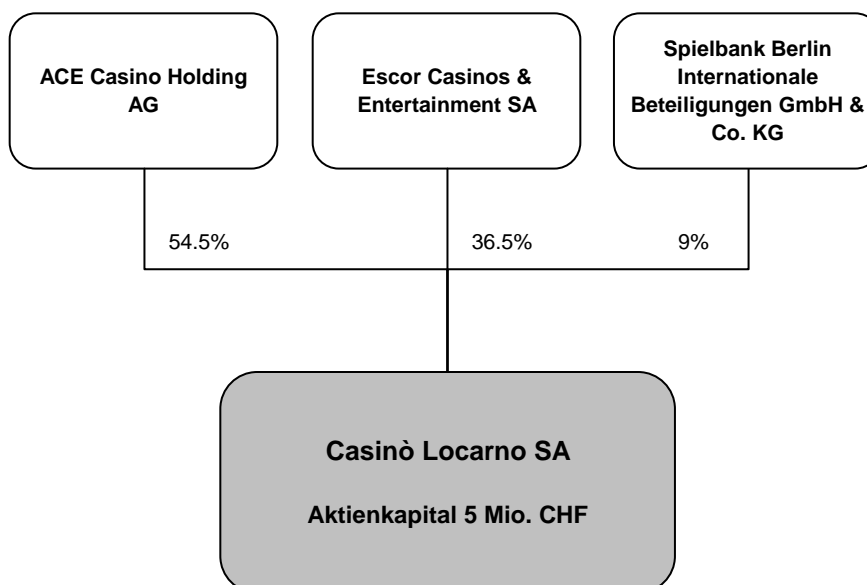 ACE Casino Holding
AG
Escor Casinos &
Entertainment SA
Spielbank Berlin
Internationale
Beteiligungen GmbH &
Co. KG
54.5%
36.5%
9%
Casinò Locarno SA
Aktienkapital 5 Mio. CHF